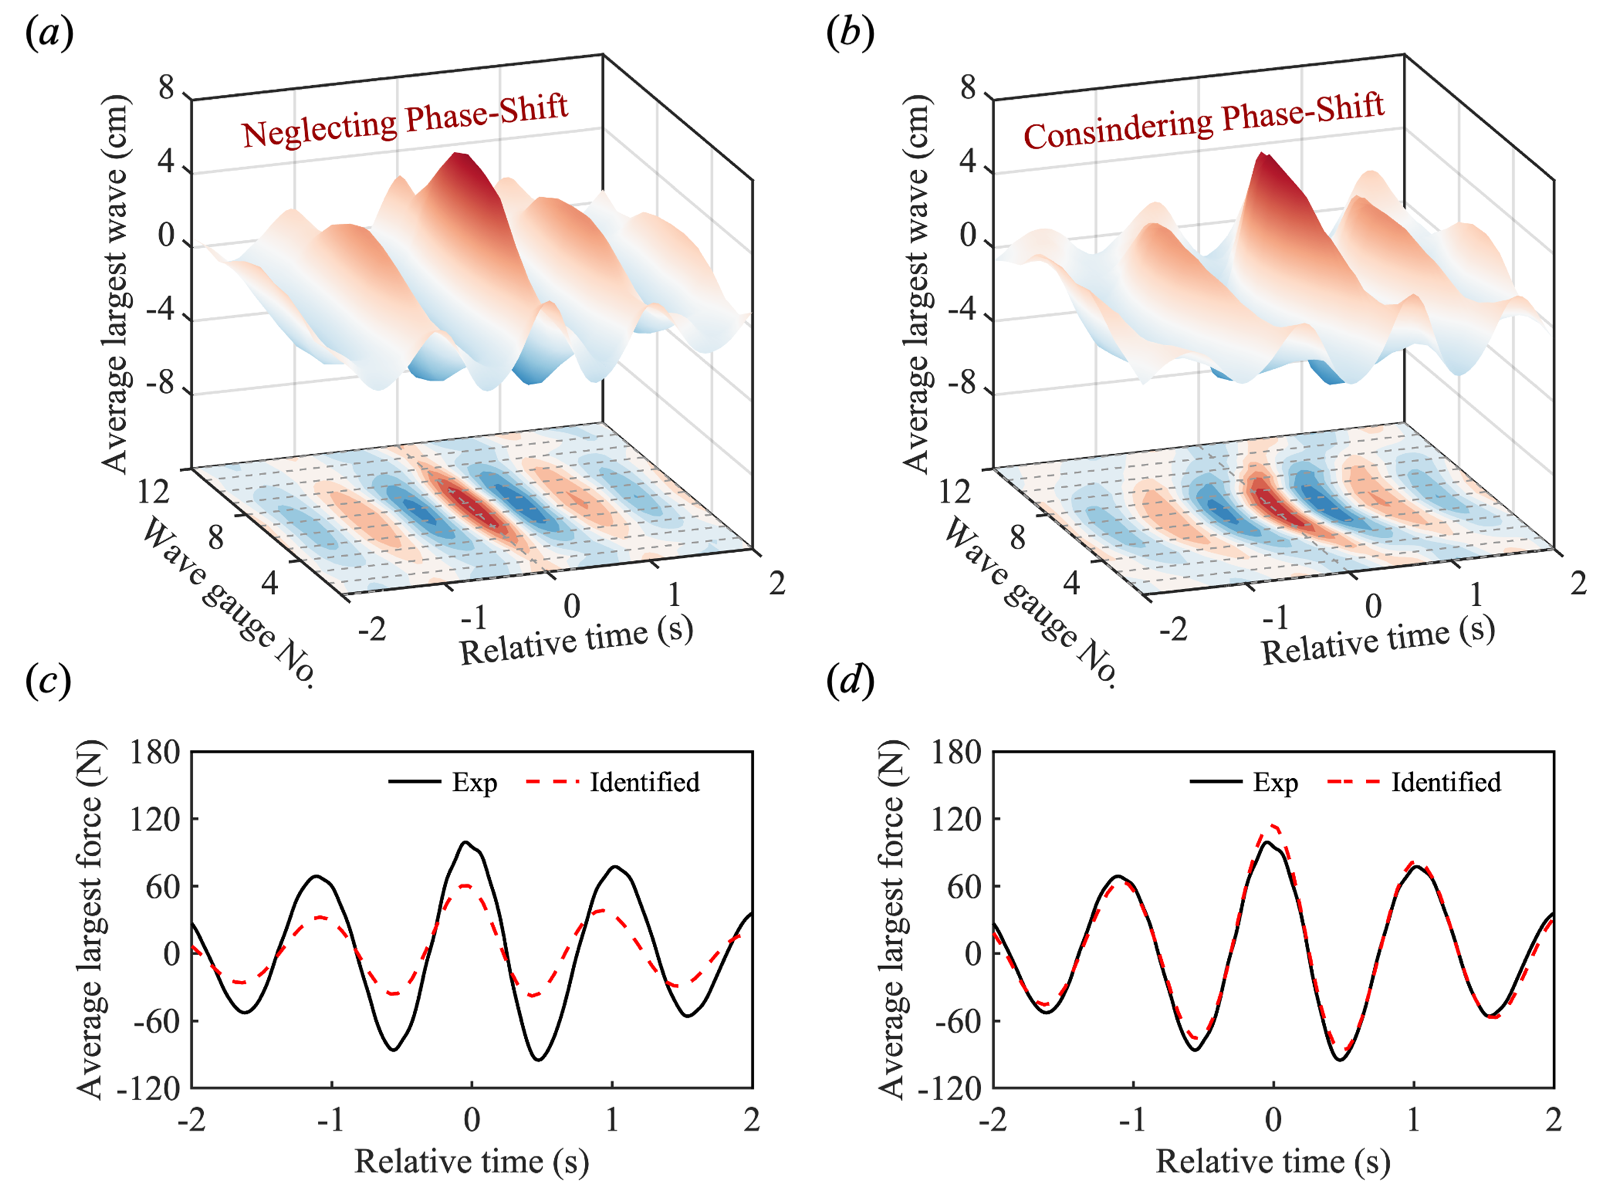 (a)
Neglecting Phase-Shift
Average largest wave (cm)
8
4
0
-4
-8
12
8
4
Wave gauge No.
-2
-1
0
1
2
Relative time (s)
(b)
Consindering Phase-Shift
Average largest wave (cm)
8
4
0
-4
-8
12
8
4
Wave gauge No.
-2
-1
0
1
2
Relative time (s)
(c)
Average largest force (N)
180
120
60
0
-60
-120
Exp
Identified
-2
-1
0
1
2
Relative time (s)
(d)
Average largest force (N)
180
120
60
0
-60
-120
Exp
Identified
-2
-1
0
1
2
Relative time (s)